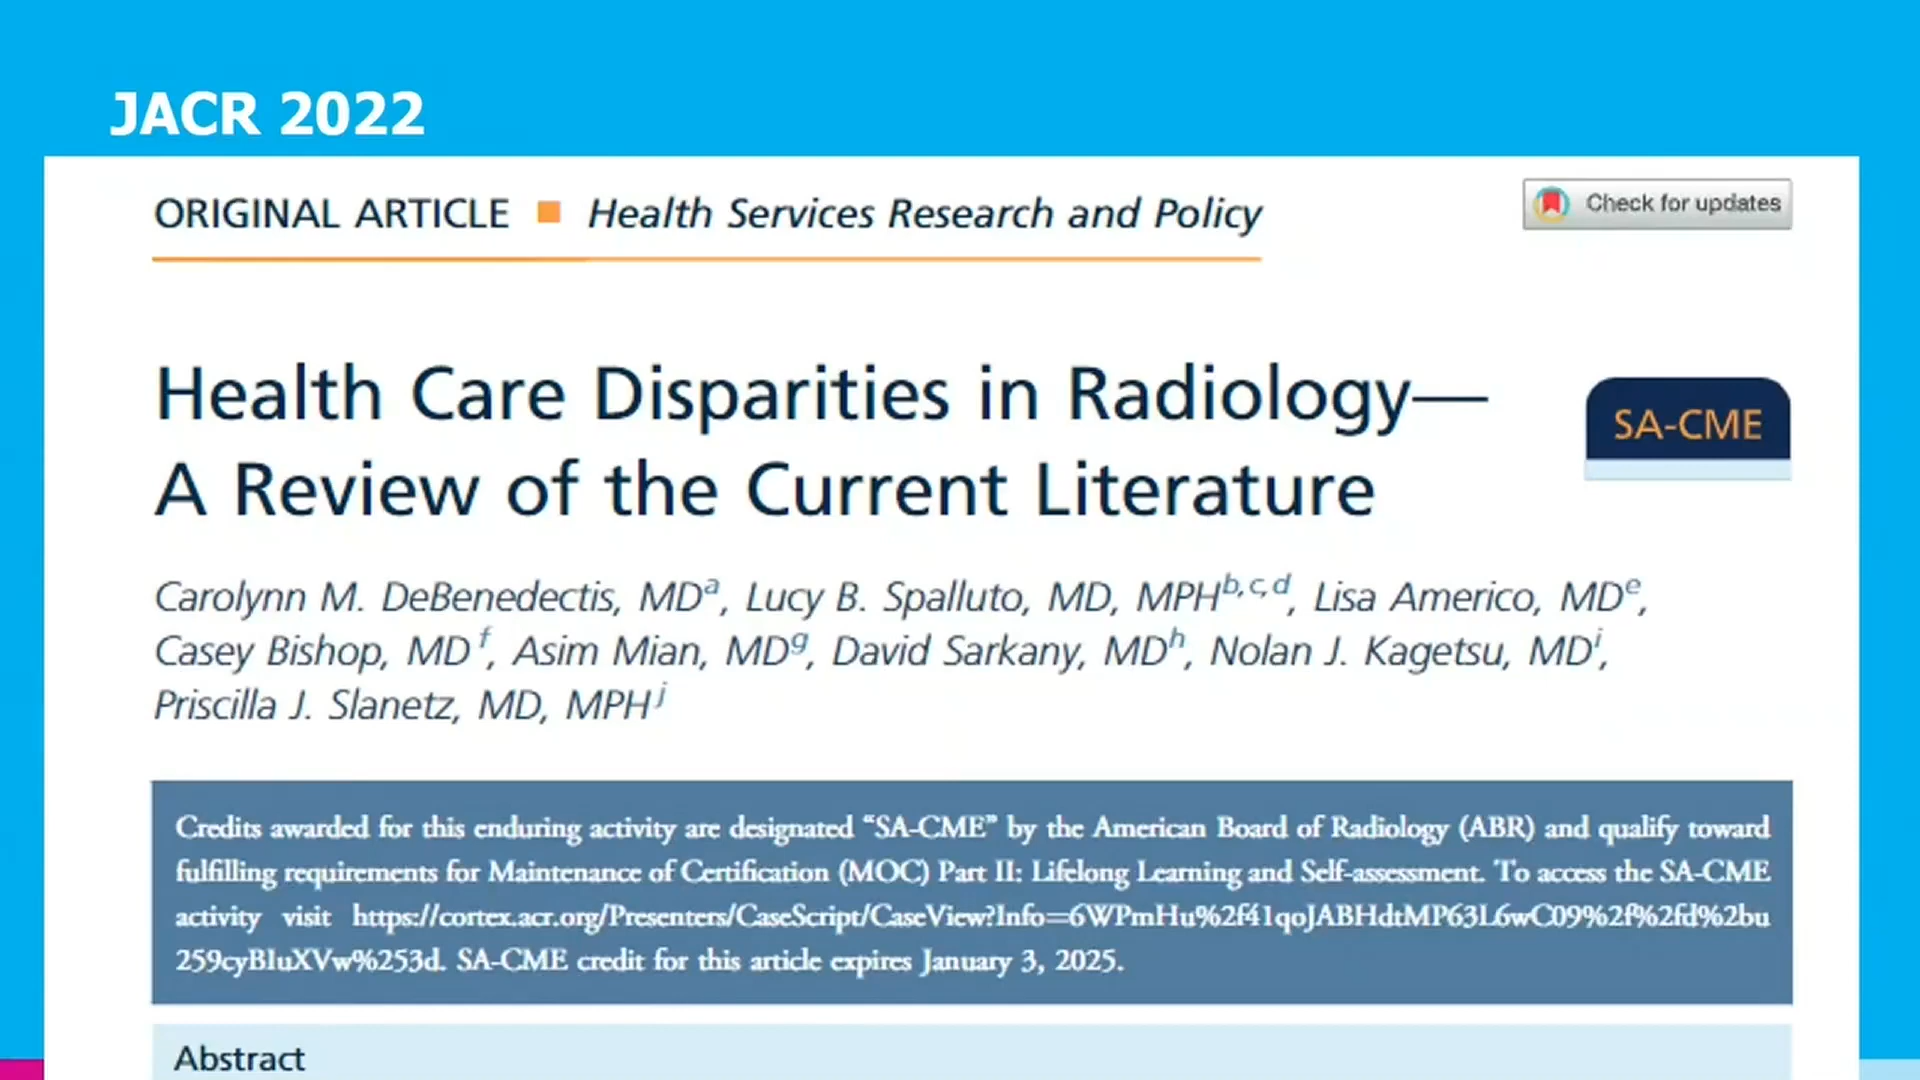 JACR 2022
ORIGINAL ARTICLE ■ Health Services Research and Policy
Check for updates
Health Care Disparities in Radiology—
A Review of the Current Literature
SA-CME
Carolynn M. DeBenedectis, MDa, Lucy B. Spalluto, MD, MPHb,c,d, Lisa Americo, MDe,
Casey Bishop, MDf, Asim Mian, MDg, David Sarkany, MDh, Nolan J. Kagetsu, MDi,
Priscilla J. Slanetz, MD, MPHj
Credits awarded for this enduring activity are designated “SA-CME” by the American Board of Radiology (ABR) and qualify toward
fulfilling requirements for Maintenance of Certification (MOC) Part II: Lifelong Learning and Self-assessment. To access the SA-CME
activity visit https://cortex.acr.org/Presenters/CaseScript/CaseView?Info=6WPmHu%2f41qoJABHdtMP63L6wC09%2f%2fd%2bu
259cyBIuXVw%253d. SA-CME credit for this article expires January 3, 2025.
Abstract